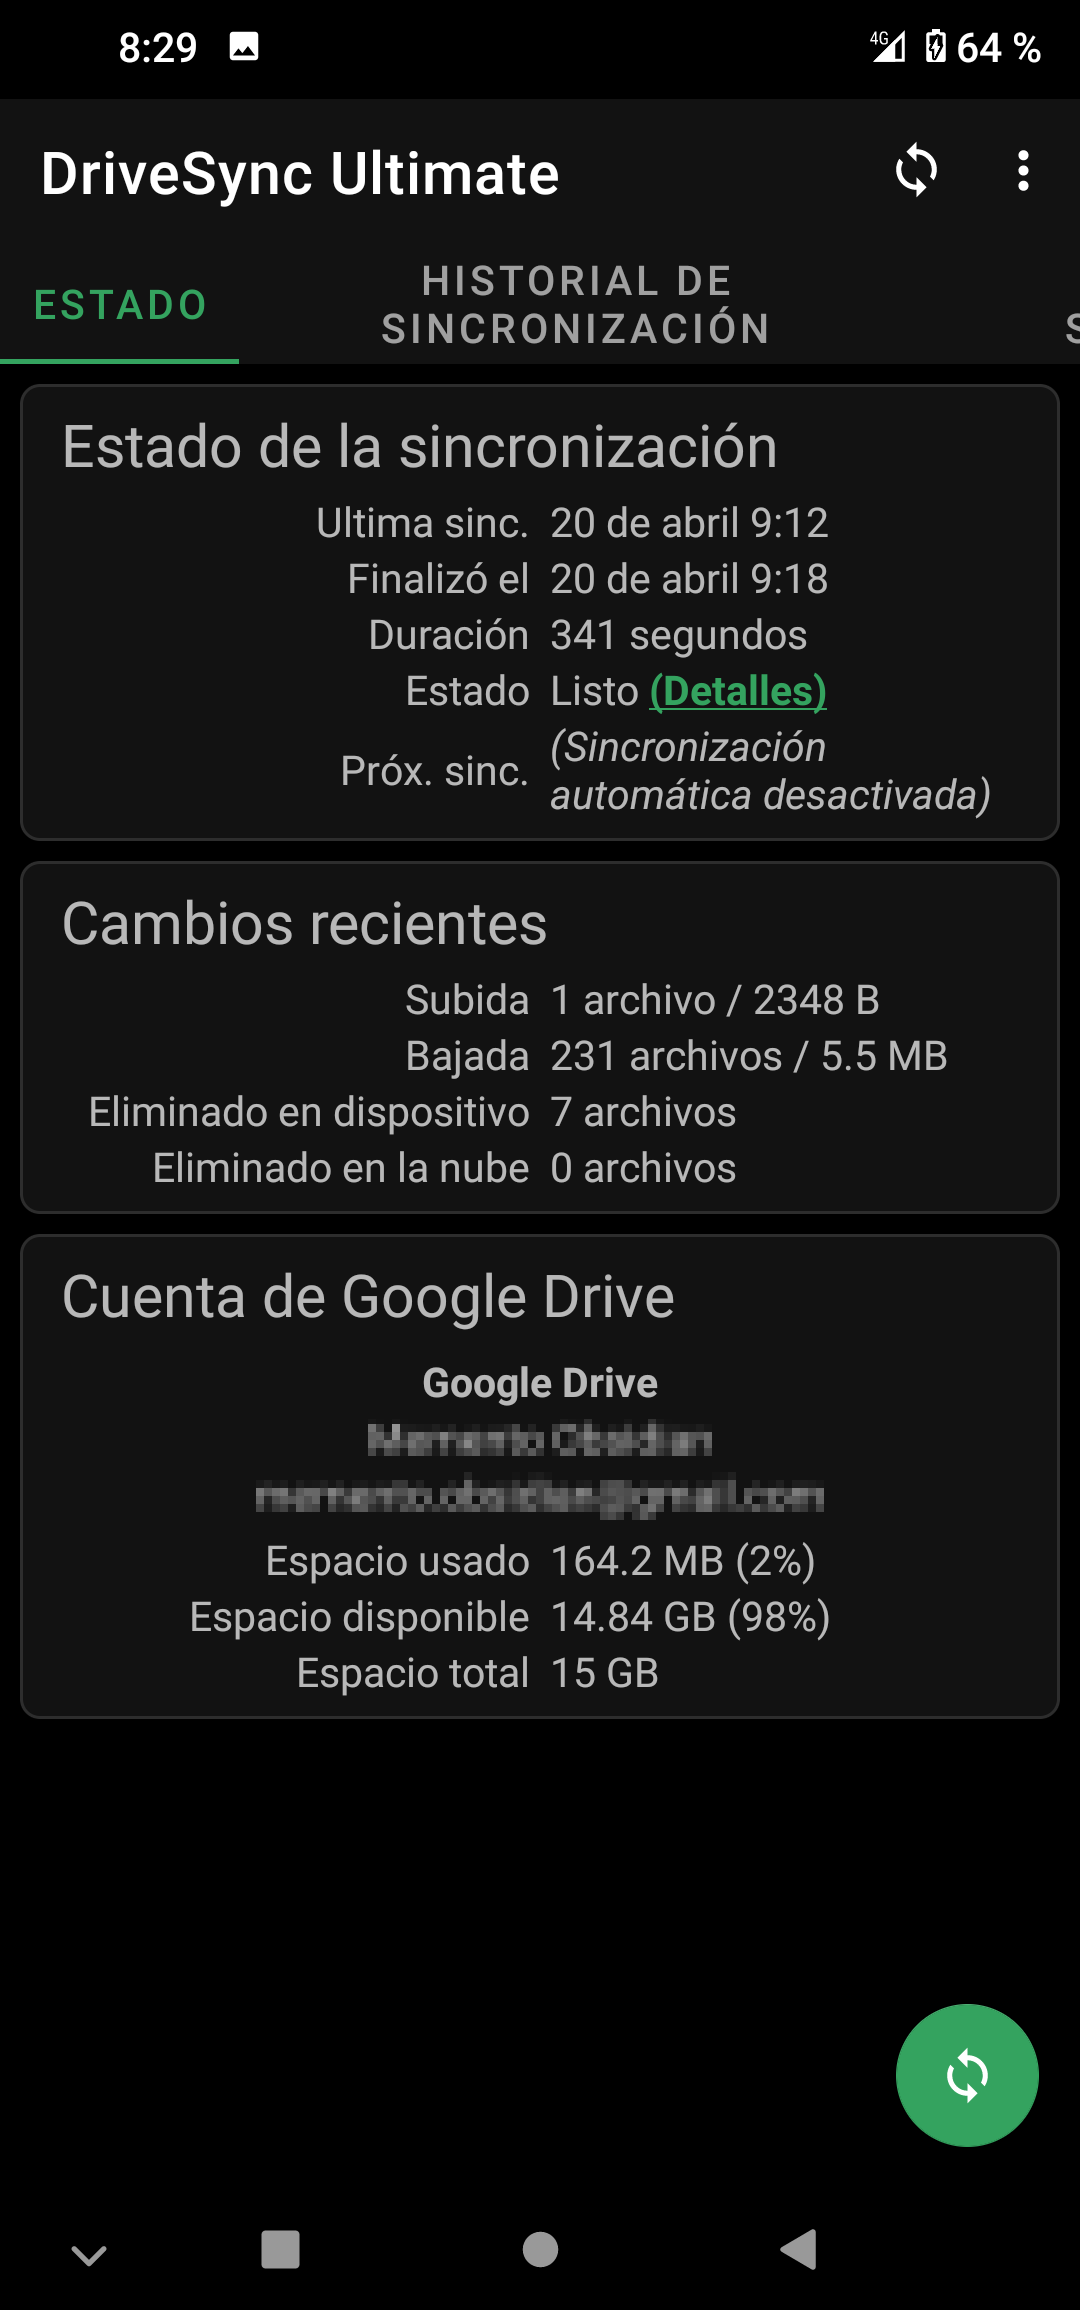 8:29
4G 64 %
DriveSync Ultimate
ESTADO
HISTORIAL DE
SINCRONIZACIÓN
S
Estado de la sincronización
Ultima sinc. 20 de abril 9:12
Finalizó el 20 de abril 9:18
Duración 341 segundos
Estado Listo (Detalles)
Próx. sinc. (Sincronización
automática desactivada)
Cambios recientes
Subida 1 archivo / 2348 B
Bajada 231 archivos / 5.5 MB
Eliminado en dispositivo 7 archivos
Eliminado en la nube 0 archivos
Cuenta de Google Drive
Google Drive
Espacio usado 164.2 MB (2%)
Espacio disponible 14.84 GB (98%)
Espacio total 15 GB